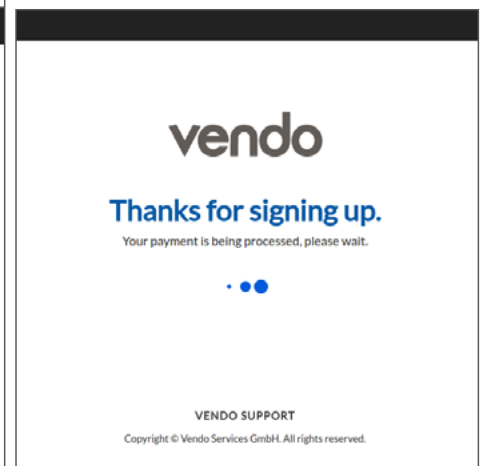 vendo
Thanks for signing up.
Your payment is being processed, please wait.
VENDO SUPPORT
Copyright © Vendo Services GmbH. All rights reserved.